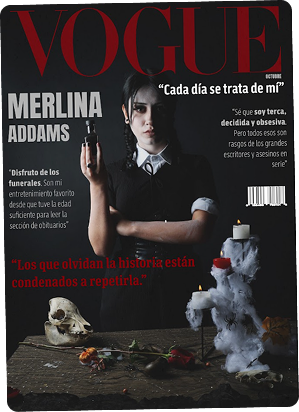 VOGUE
OCTUBRE
"Cada día se trata de mí"
MERLINA
ADDAMS
"Sé que soy terca,
decidida y obsesiva.
Pero todos esos son
rasgos de los grandes
escritores y asesinos en
serie"
"Disfruto de los
funerales. Son mi
entretenimiento favorito
desde que tuve la edad
suficiente para leer la
sección de obituarios"
"Los que olvidan la historia están
condenados a repetirla."